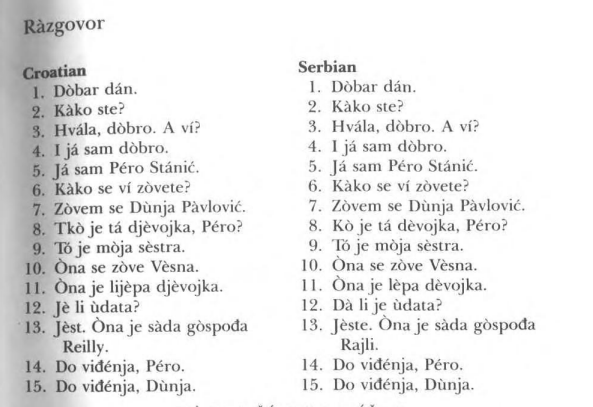 Ràzgovor
Croatian
1. Dòbar dán.
2. Kàko ste?
3. Hvála, dòbro. A ví?
4. I já sam dòbro.
5. Já sam Péro Stánić.
6. Kàko se ví zòvete?
7. Zòvem se Dùnja Pàvlović.
8. Tkò je tá djèvojka, Péro?
9. Tȏ je mòja sèstra.
10. Òna se zòve Vèsna.
11. Òna je lijèpa djèvojka.
12. Jè li ùdata?
13. Jèst. Òna je sàda gòspođa
Reilly.
14. Do viđénja, Péro.
15. Do viđénja, Dùnja.
Serbian
1. Dòbar dán.
2. Kàko ste?
3. Hvála, dòbro. A ví?
4. I já sam dòbro.
5. Já sam Péro Stánić.
6. Kàko se ví zòvete?
7. Zòvem se Dùnja Pàvlović.
8. Kò je tá dèvojka, Péro?
9. Tȏ je mòja sèstra.
10. Òna se zòve Vèsna.
11. Òna je lèpa dèvojka.
12. Dà li je ùdata?
13. Jèste. Òna je sàda gòspođa
Rajli.
14. Do viđénja, Péro.
15. Do viđénja, Dùnja.